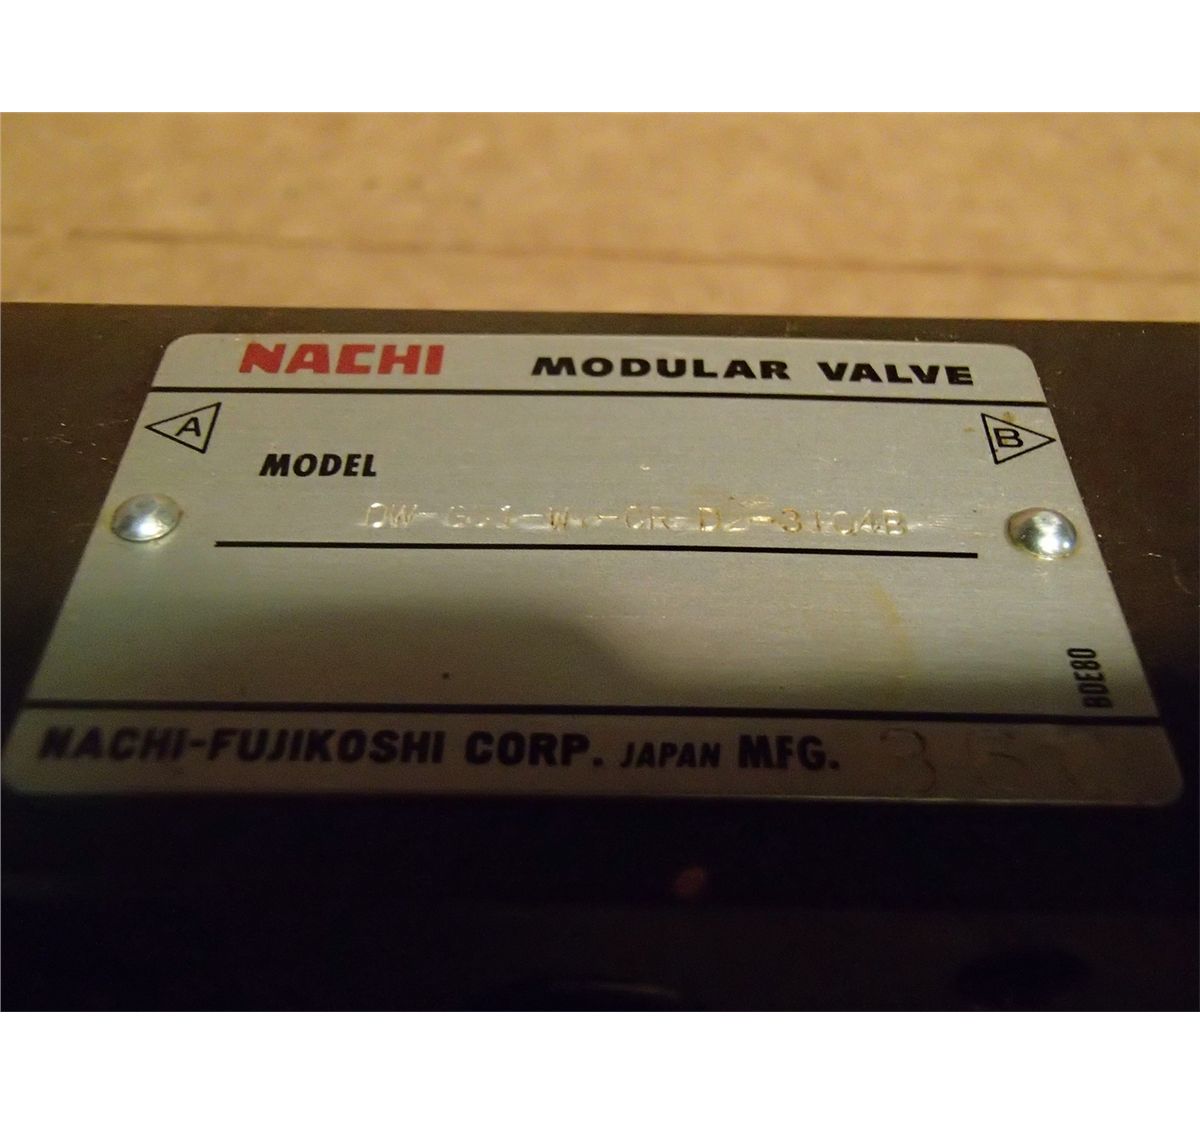 NACHI MODULAR VALVE
A B
MODEL
BDE80
NACHI-FUJIKOSHI CORP. JAPAN MFG.